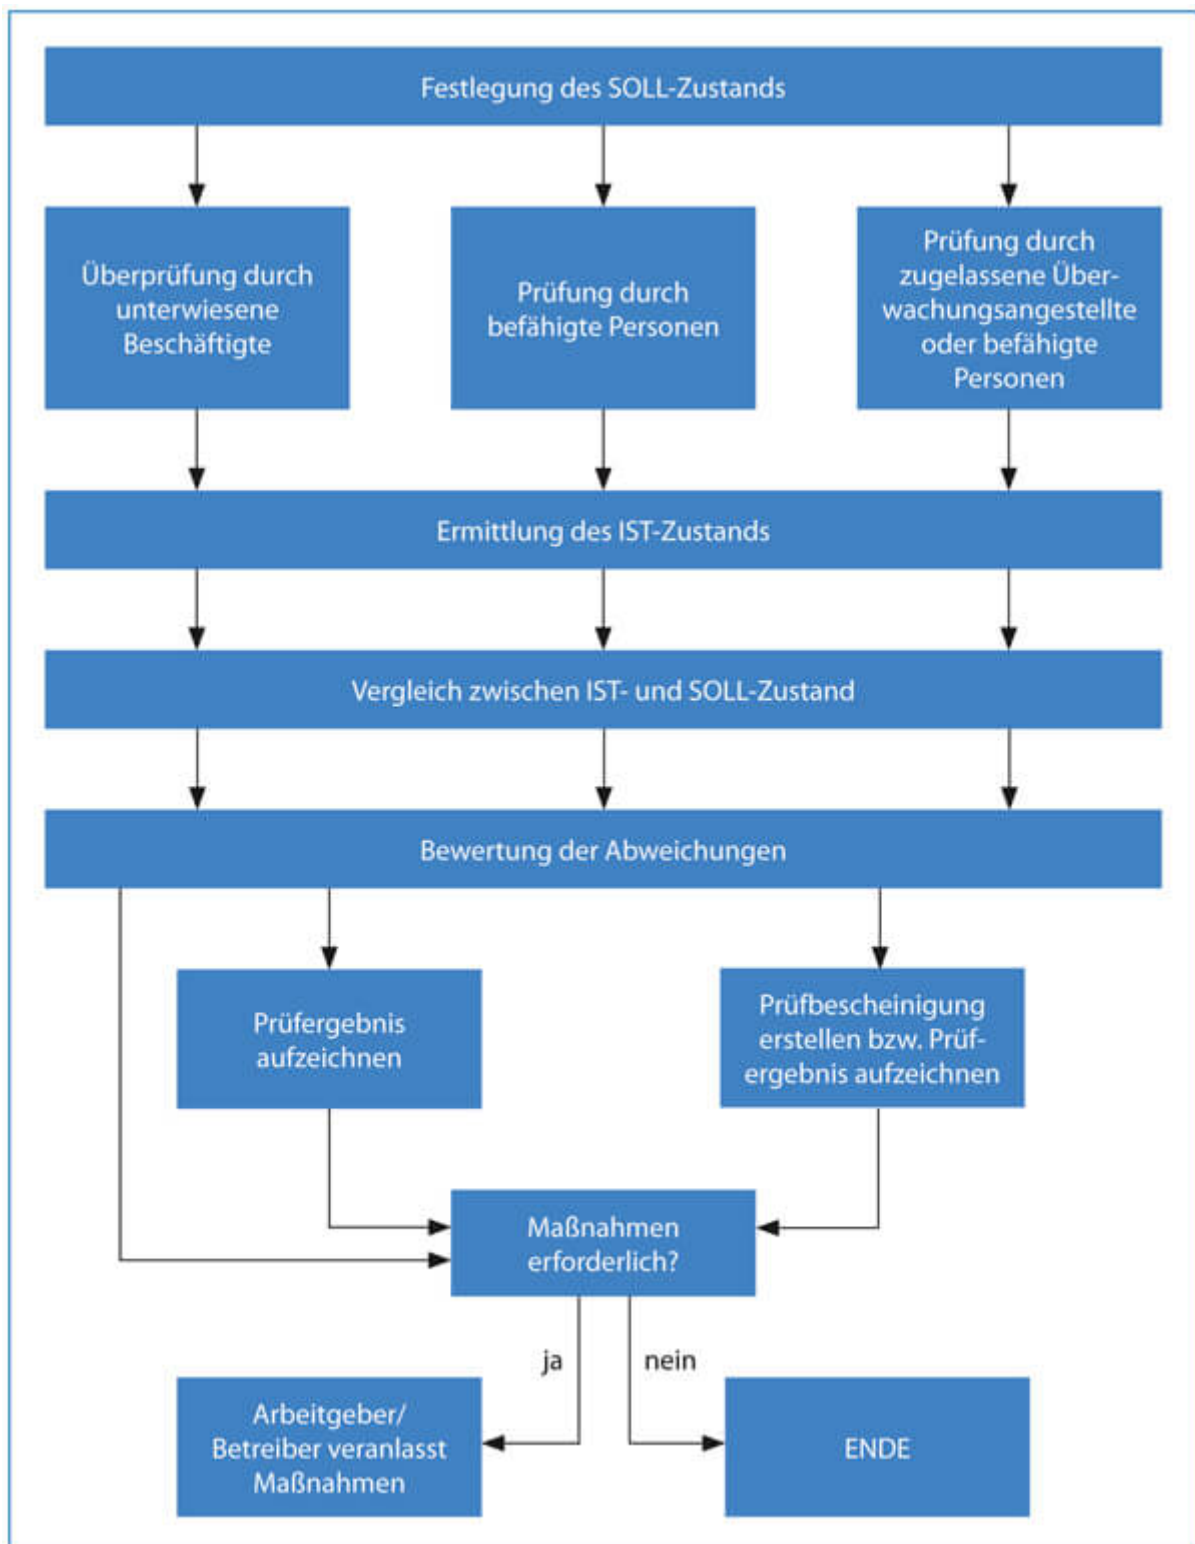 Festlegung des SOLL-Zustands
Überprüfung durch
unterwiesene
Beschäftigte
Prüfung durch
befähigte Personen
Prüfung durch
zugelassene Über-
wachungsangestellte
oder befähigte
Personen
Ermittlung des IST-Zustands
Vergleich zwischen IST- und SOLL-Zustand
Bewertung der Abweichungen
Prüfergebnis
aufzeichnen
Prüfbescheinigung
erstellen bzw. Prüf-
ergebnis aufzeichnen
Maßnahmen
erforderlich?
ja
nein
Arbeitgeber/
Betreiber veranlasst
Maßnahmen
ENDE